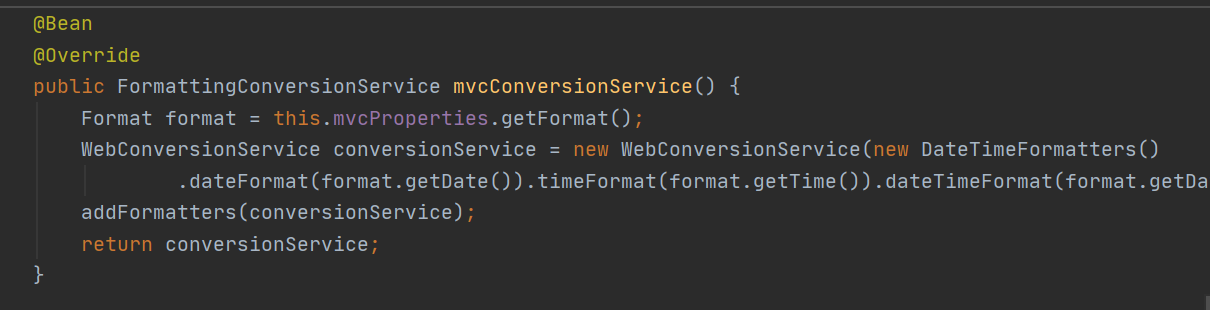 @Bean
@Override
public FormattingConversionService mvcConversionService() {
Format format = this.mvcProperties.getFormat();
WebConversionService conversionService = new WebConversionService(new DateTimeFormatters()
.dateFormat(format.getDate()).timeFormat(format.getTime()).dateTimeFormat(format.getDa
addFormatters(conversionService);
return conversionService;
}